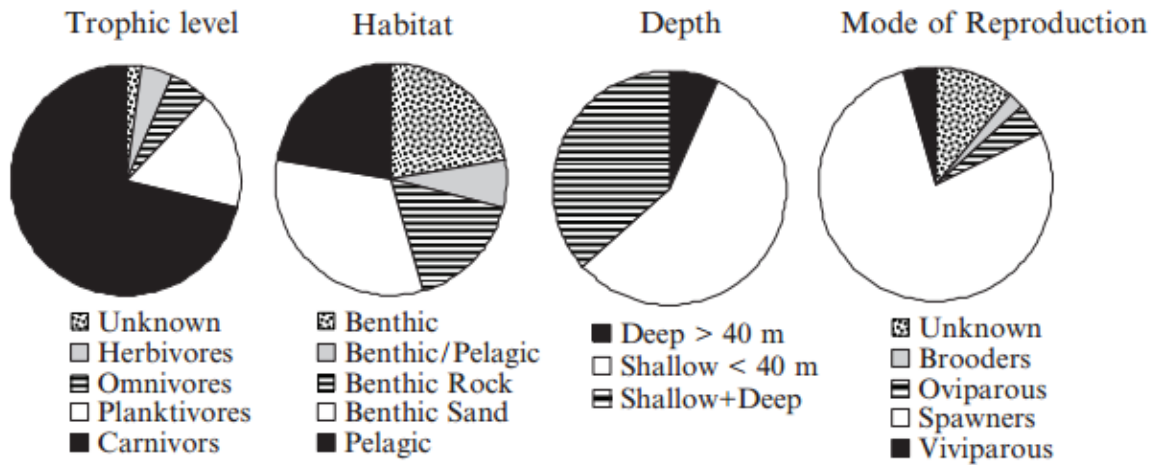 Trophic level
Unknown
Herbivores
Omnivores
Planktivores
Carnivors
Habitat
Benthic
Benthic/Pelagic
Benthic Rock
Benthic Sand
Pelagic
Depth
Deep > 40 m
Shallow < 40 m
Shallow+Deep
Mode of Reproduction
Unknown
Brooders
Oviparous
Spawners
Viviparous